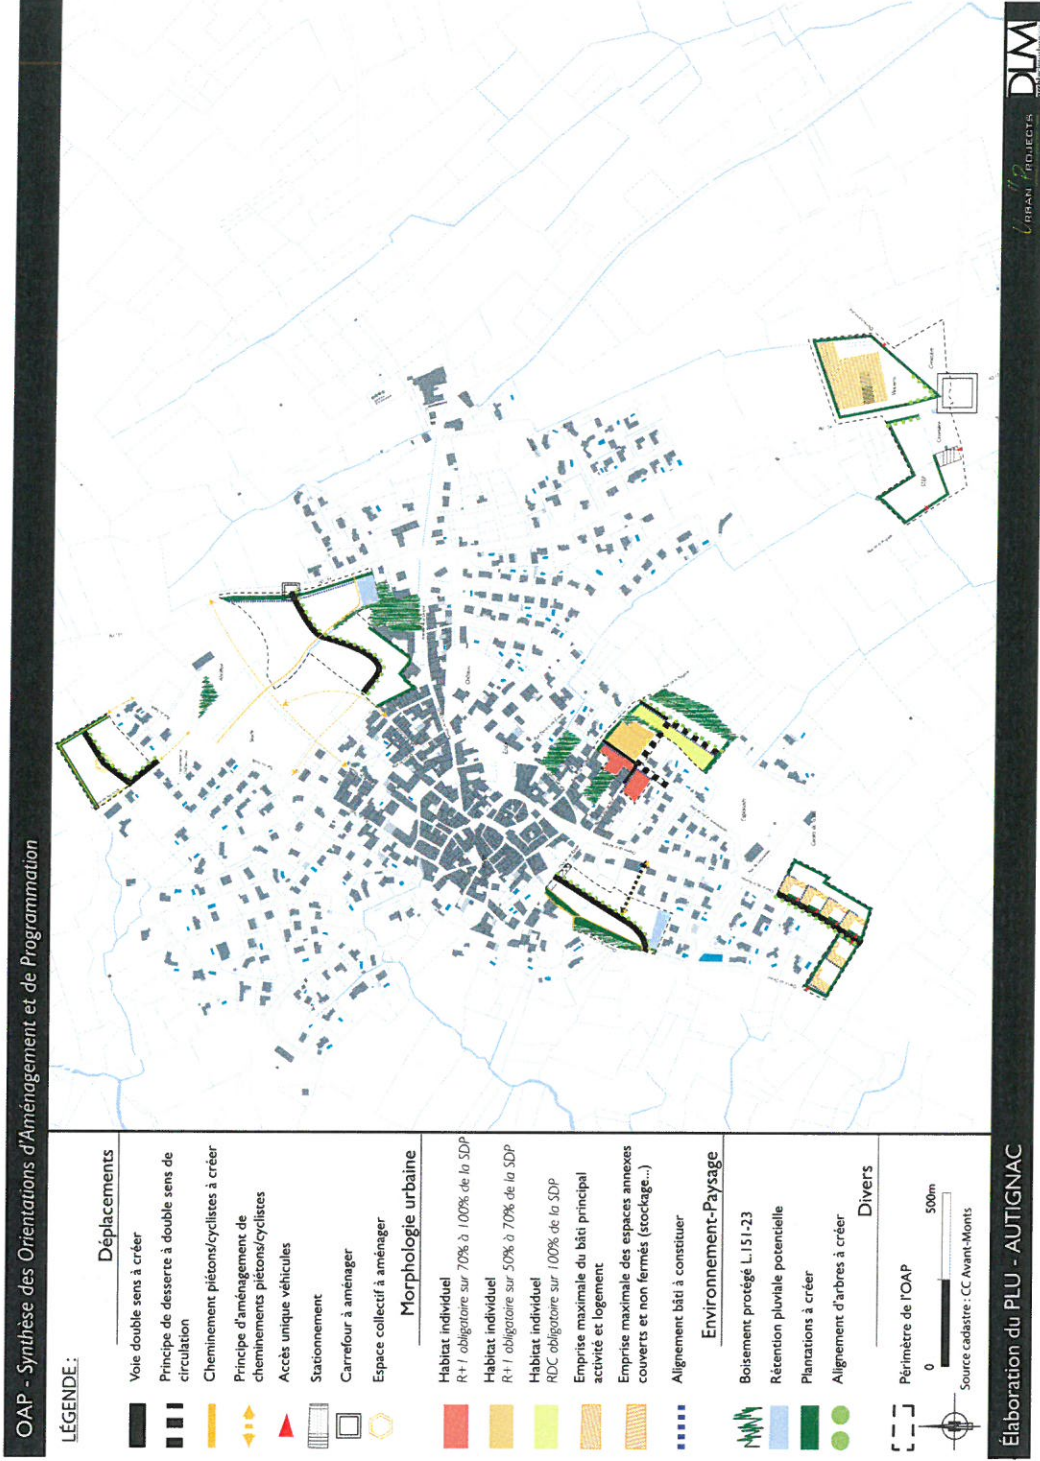 OAP - Synthèse des Orientations d'Aménagement et de Programmation
LÉGENDE :
Déplacements
Voie double sens à créer
Principe de desserte à double sens de
circulation
Cheminement piétons/cyclistes à créer
Principe d'aménagement de
cheminements piétons/cyclistes
Accès unique véhicules
Stationnement
Carrefour à aménager
Espace collectif à aménager
Morphologie urbaine
Habitat individuel
R+1 obligatoire sur 70% à 100% de la SDP
Habitat individuel
R+1 obligatoire sur 50% à 70% de la SDP
Habitat individuel
RDC obligatoire sur 100% de la SDP
Emprise maximale du bâti principal
activité et logement
Emprise maximale des espaces annexes
couverts et non fermés (stockage...)
Alignement bâti à constituer
Environnement-Paysage
Boisement protégé L.151-23
Rétention pluviale potentielle
Plantations à créer
Alignement d'arbres à créer
Divers
Périmètre de l'OAP
0
500m
Source cadastre : CC Avant-Monts
Élaboration du PLU - AUTIGNAC
URBAN PROJECTS
DLM